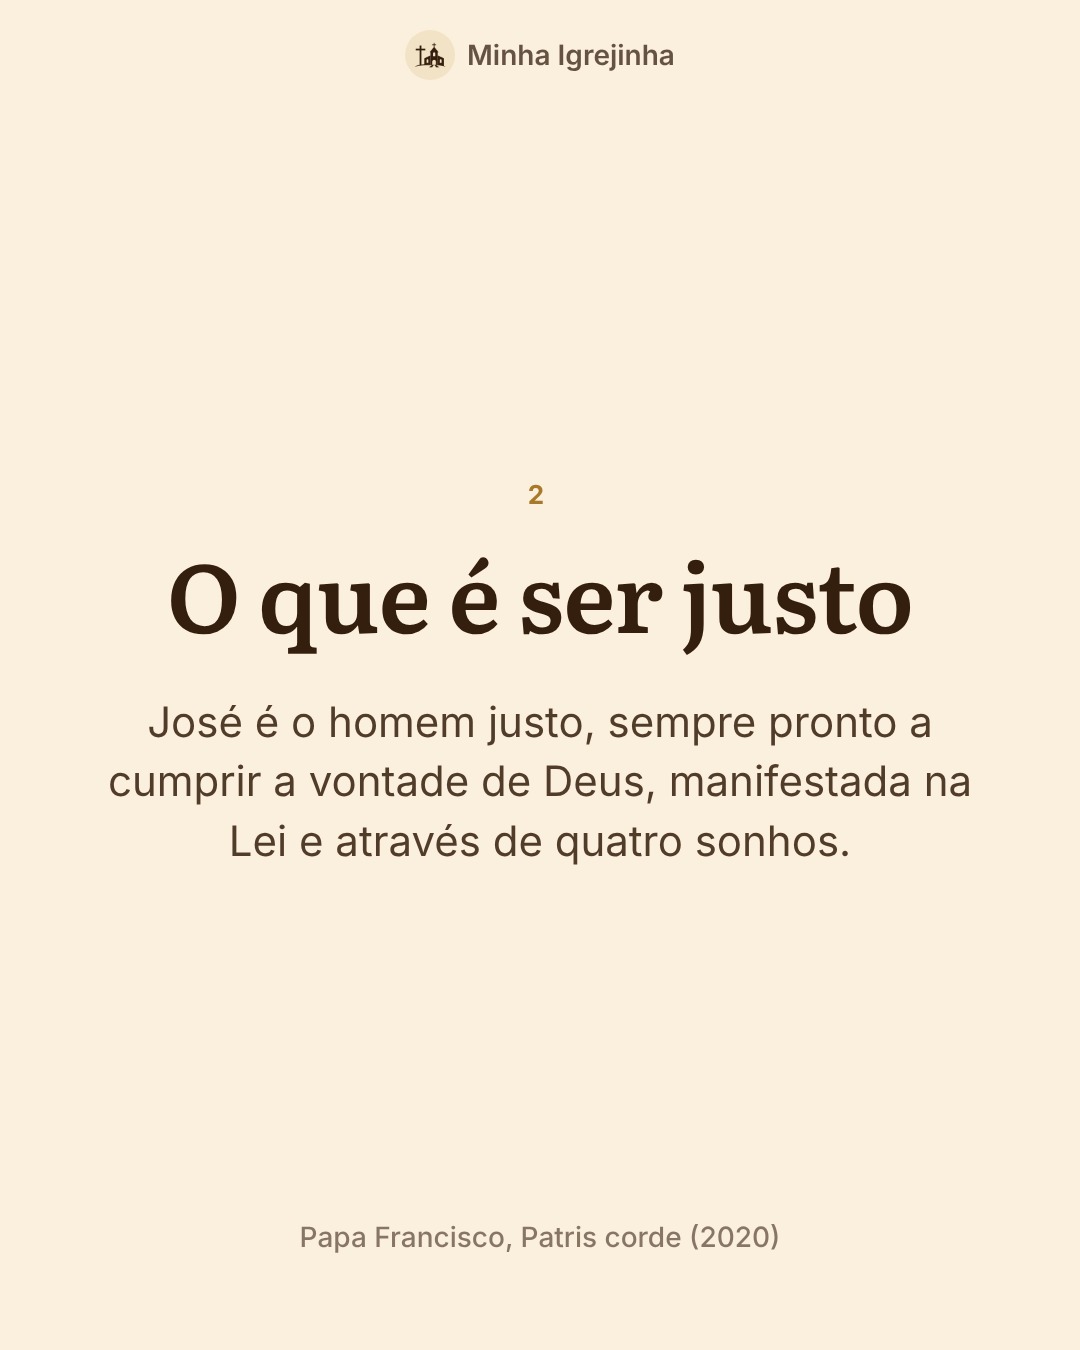 Minha Igrejinha
2
O que é ser justo
José é o homem justo, sempre pronto a
cumprir a vontade de Deus, manifestada na
Lei e através de quatro sonhos.
Papa Francisco, Patris corde (2020)